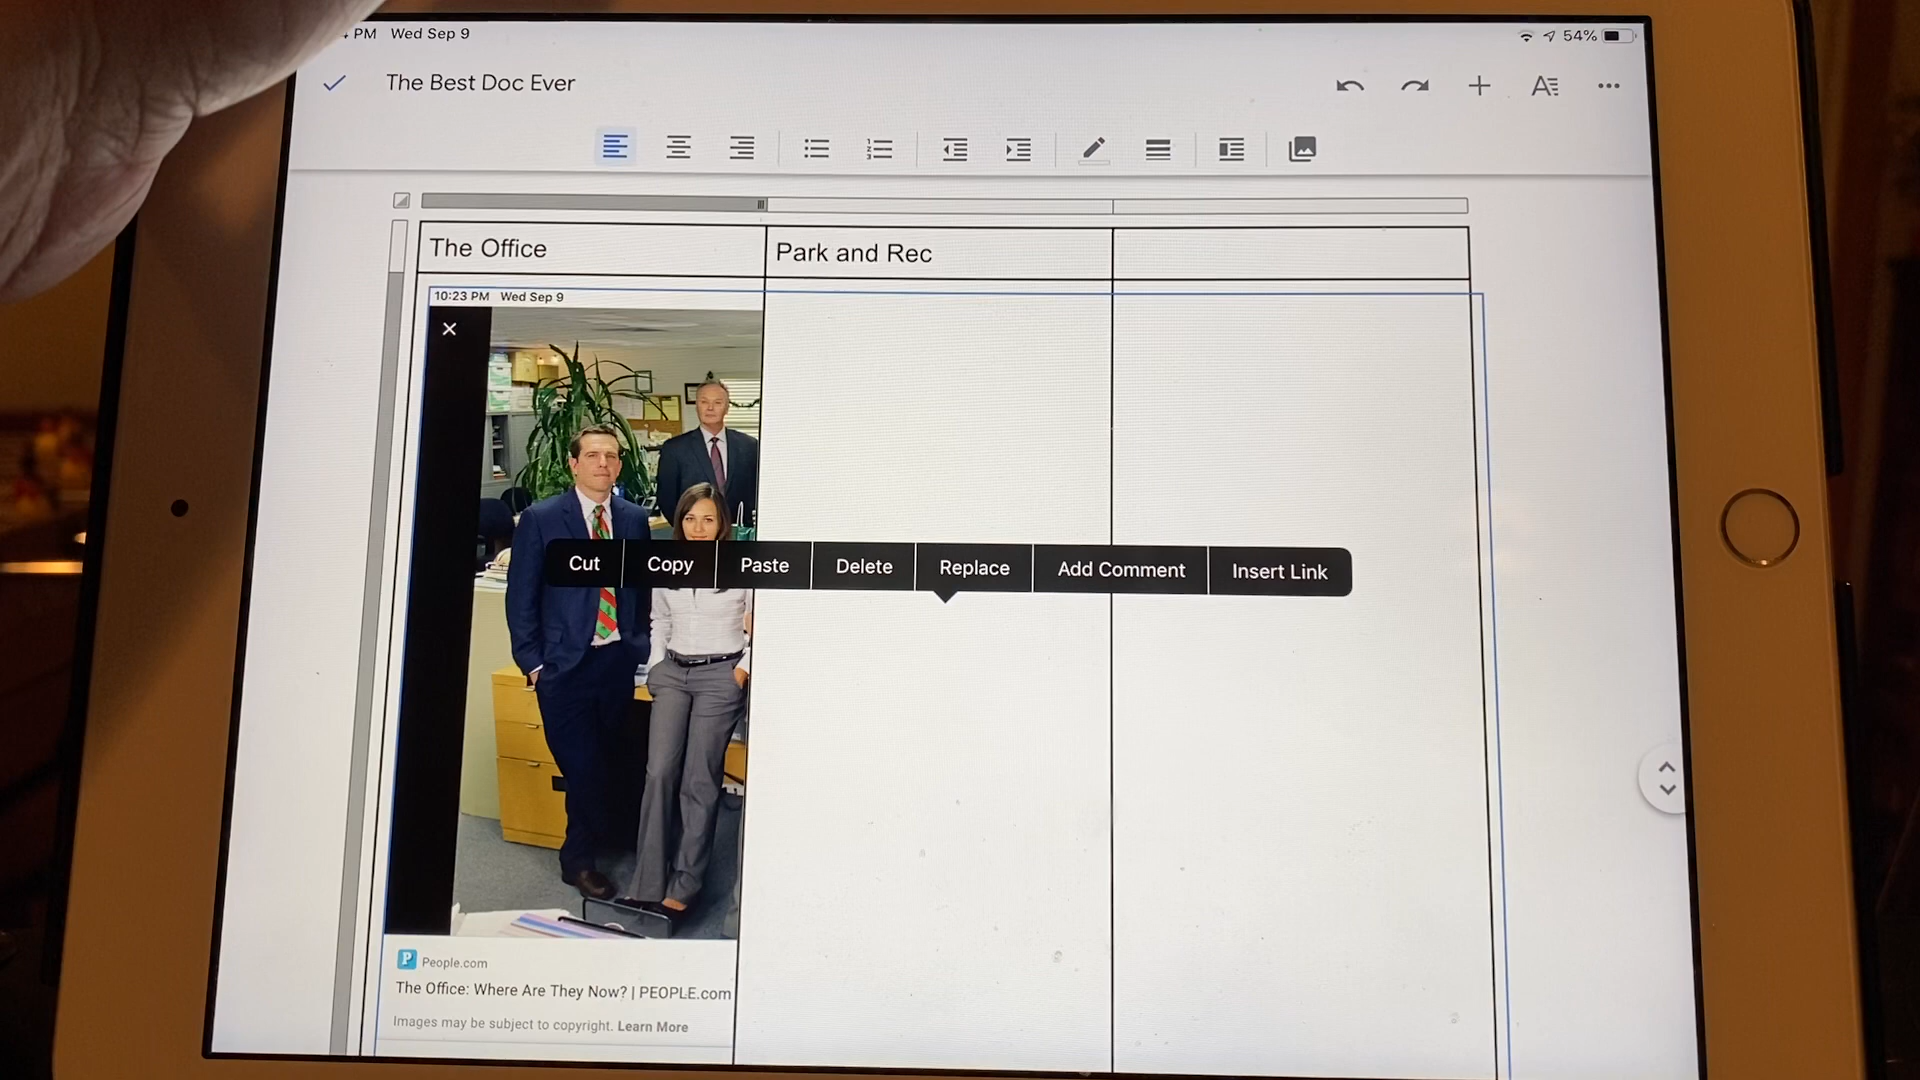 PM Wed Sep 9
54%
The Best Doc Ever
The Office
Park and Rec
10:23 PM Wed Sep 9
Cut
Copy
Paste
Delete
Replace
Add Comment
Insert Link
P People.com
The Office: Where Are They Now? | PEOPLE.com
Images may be subject to copyright. Learn More